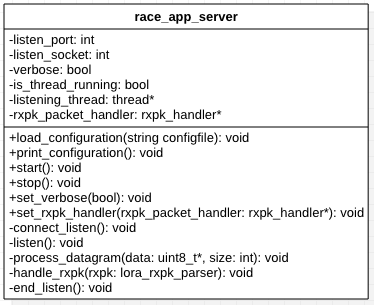 race_app_server
-listen_port: int
-listen_socket: int
-verbose: bool
-is_thread_running: bool
-listening_thread: thread*
-rxpk_packet_handler: rxpk_handler*
+load_configuration(string configfile): void
+print_configuration(): void
+start(): void
+stop(): void
+set_verbose(bool): void
+set_rxpk_handler(rxpk_packet_handler: rxpk_handler*): void
-connect_listen(): void
-listen(): void
-process_datagram(data: uint8_t*, size: int): void
-handle_rxpk(rxpk: lora_rxpk_parser): void
-end_listen(): void